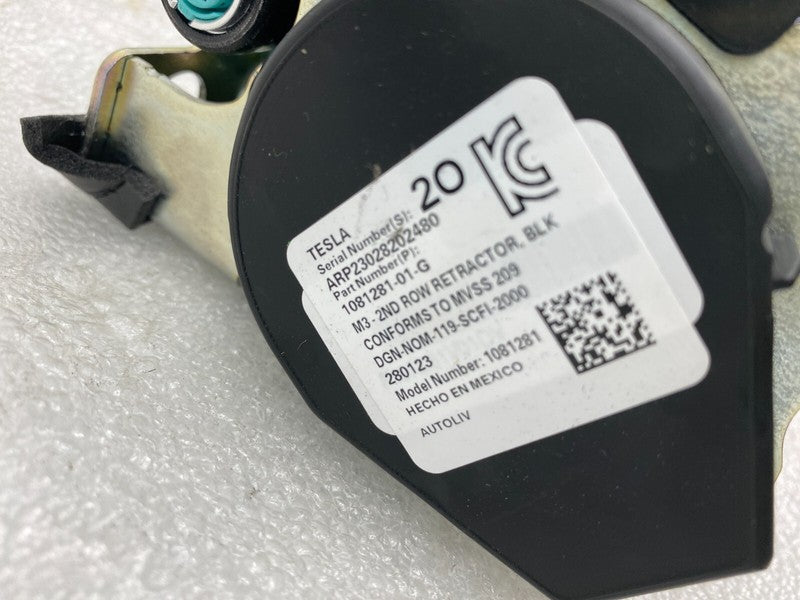 TESLA
Serial Number(S): 20
ARP23028202480
Part Number(P):
1081281-01-G
M3 - 2ND ROW RETRACTOR, BLK
CONFORMS TO MVSS 209
DGN-NOM-119-SCFI-2000
280123
Model Number: 1081281
HECHO EN MEXICO
AUTOLIV